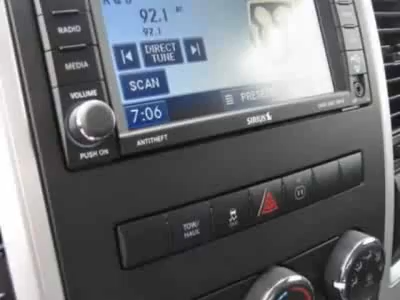 92.1
RADIO
92.1
DIRECT
TUNE
MEDIA
SCAN
VOLUME
7:06
SIRIUS
PUSH ON
ANTITHEFT
TOW/
HAUL